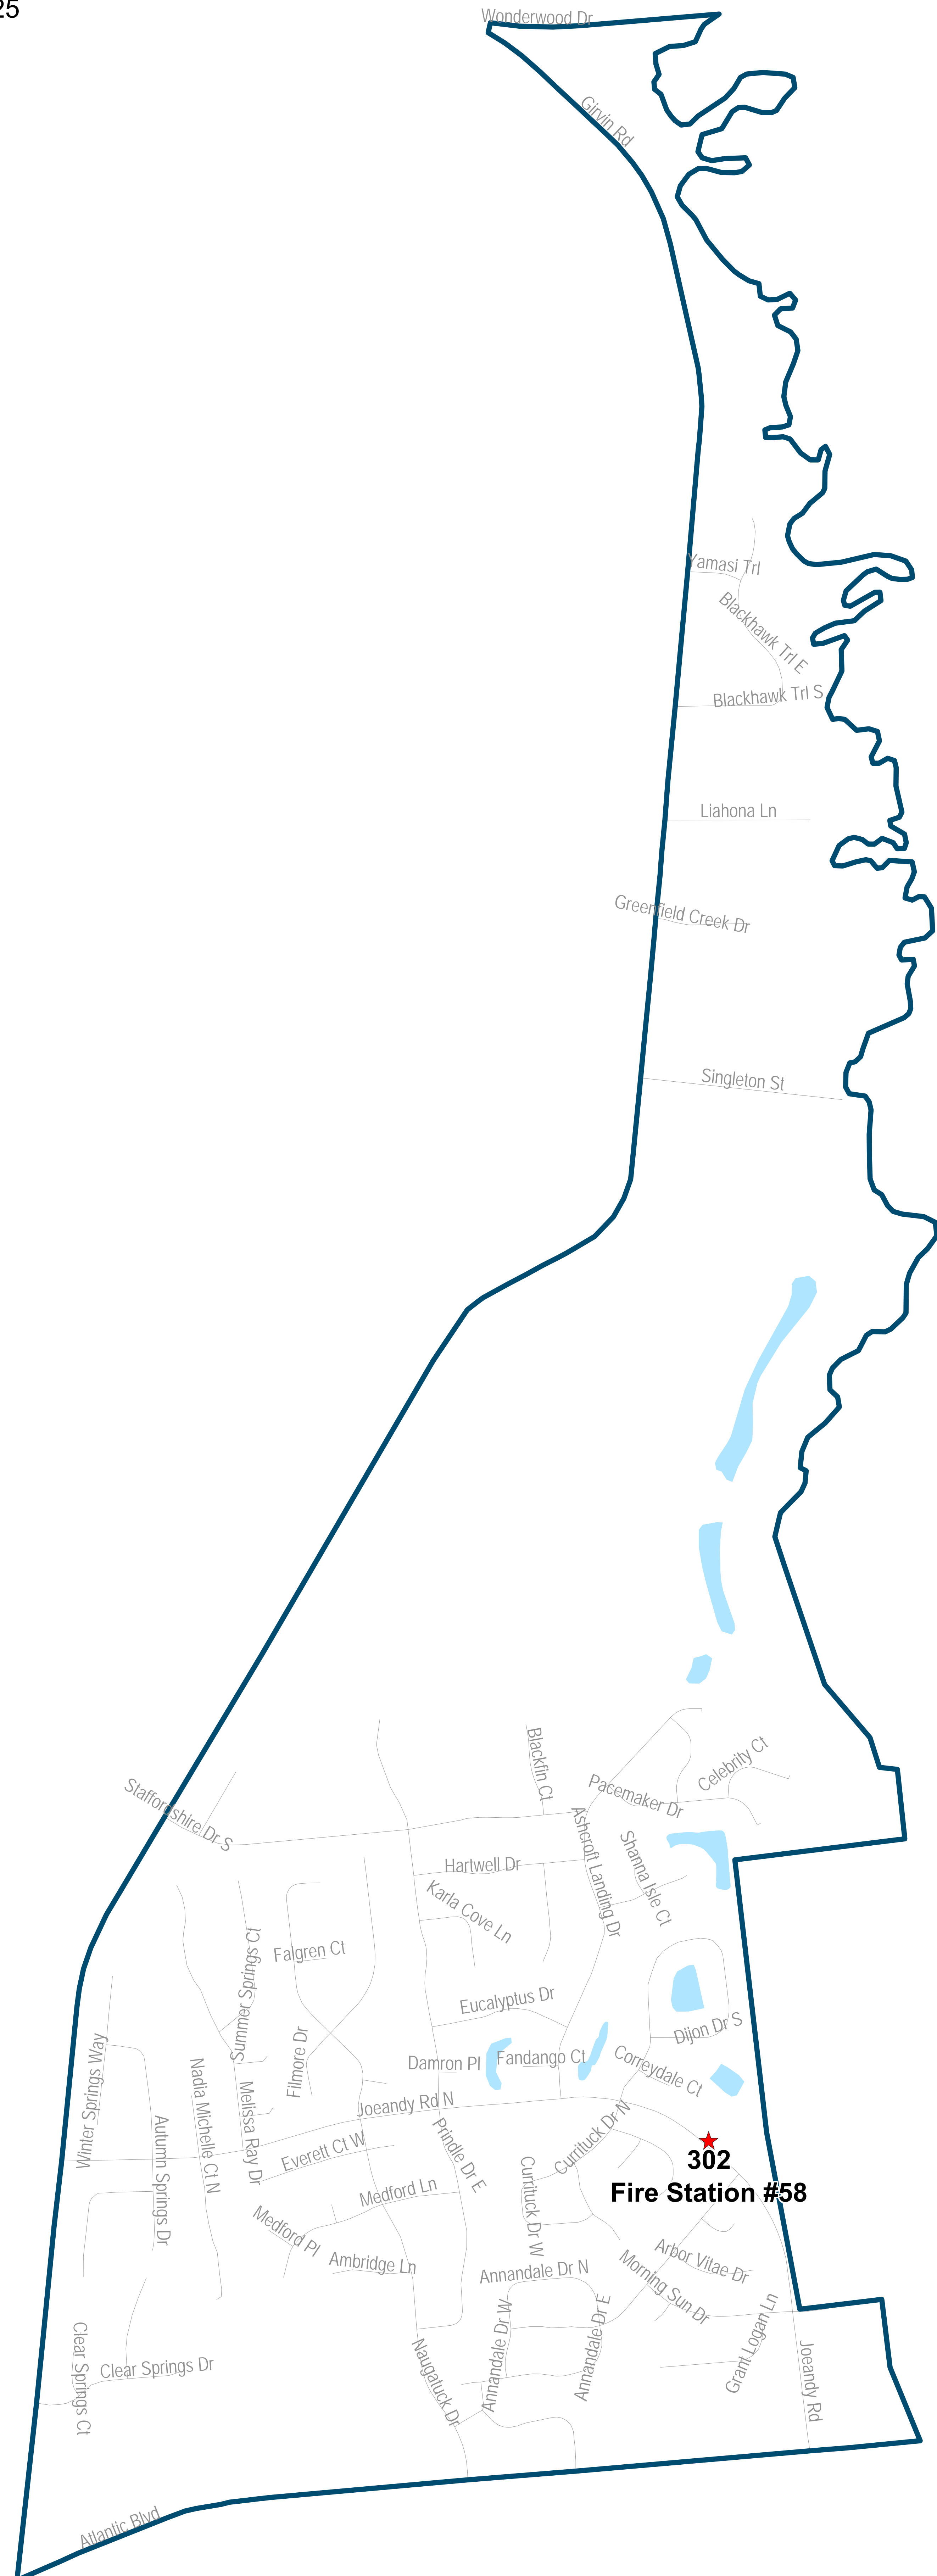 25
Wonderwood Dr
Girvin Rd
Yamasi Trl
Blackhawk Trl E
Blackhawk Trl S
Liahona Ln
Greenfield Creek Dr
Singleton St
Blackfin Ct
Celebrity Ct
Pacemaker Dr
Staffordshire Dr S
Ashcroft Landing Dr
Shanna Isle Ct
Hartwell Dr
Karla Cove Ln
Summer Springs Ct
Falgren Ct
Eucalyptus Dr
Dijon Dr S
Filmore Dr
Winter Springs Way
Damron Pl
Fandango Ct
Correydale Ct
Nadia Michelle Ct N
Melissa Ray Dr
Joeandy Rd N
Currituck Dr N
Autumn Springs Dr
Prindle Dr E
Everett Ct W
302
Fire Station #58
Currituck Dr W
Medford Ln
Medford Pl
Ambridge Ln
Arbor Vitae Dr
Annandale Dr N
Morning Sun Dr
Grant Logan Ln
Annandale Dr W
Annandale Dr E
Clear Springs Ct
Clear Springs Dr
Naugatuck Dr
Joeandy Rd
Atlantic Blvd